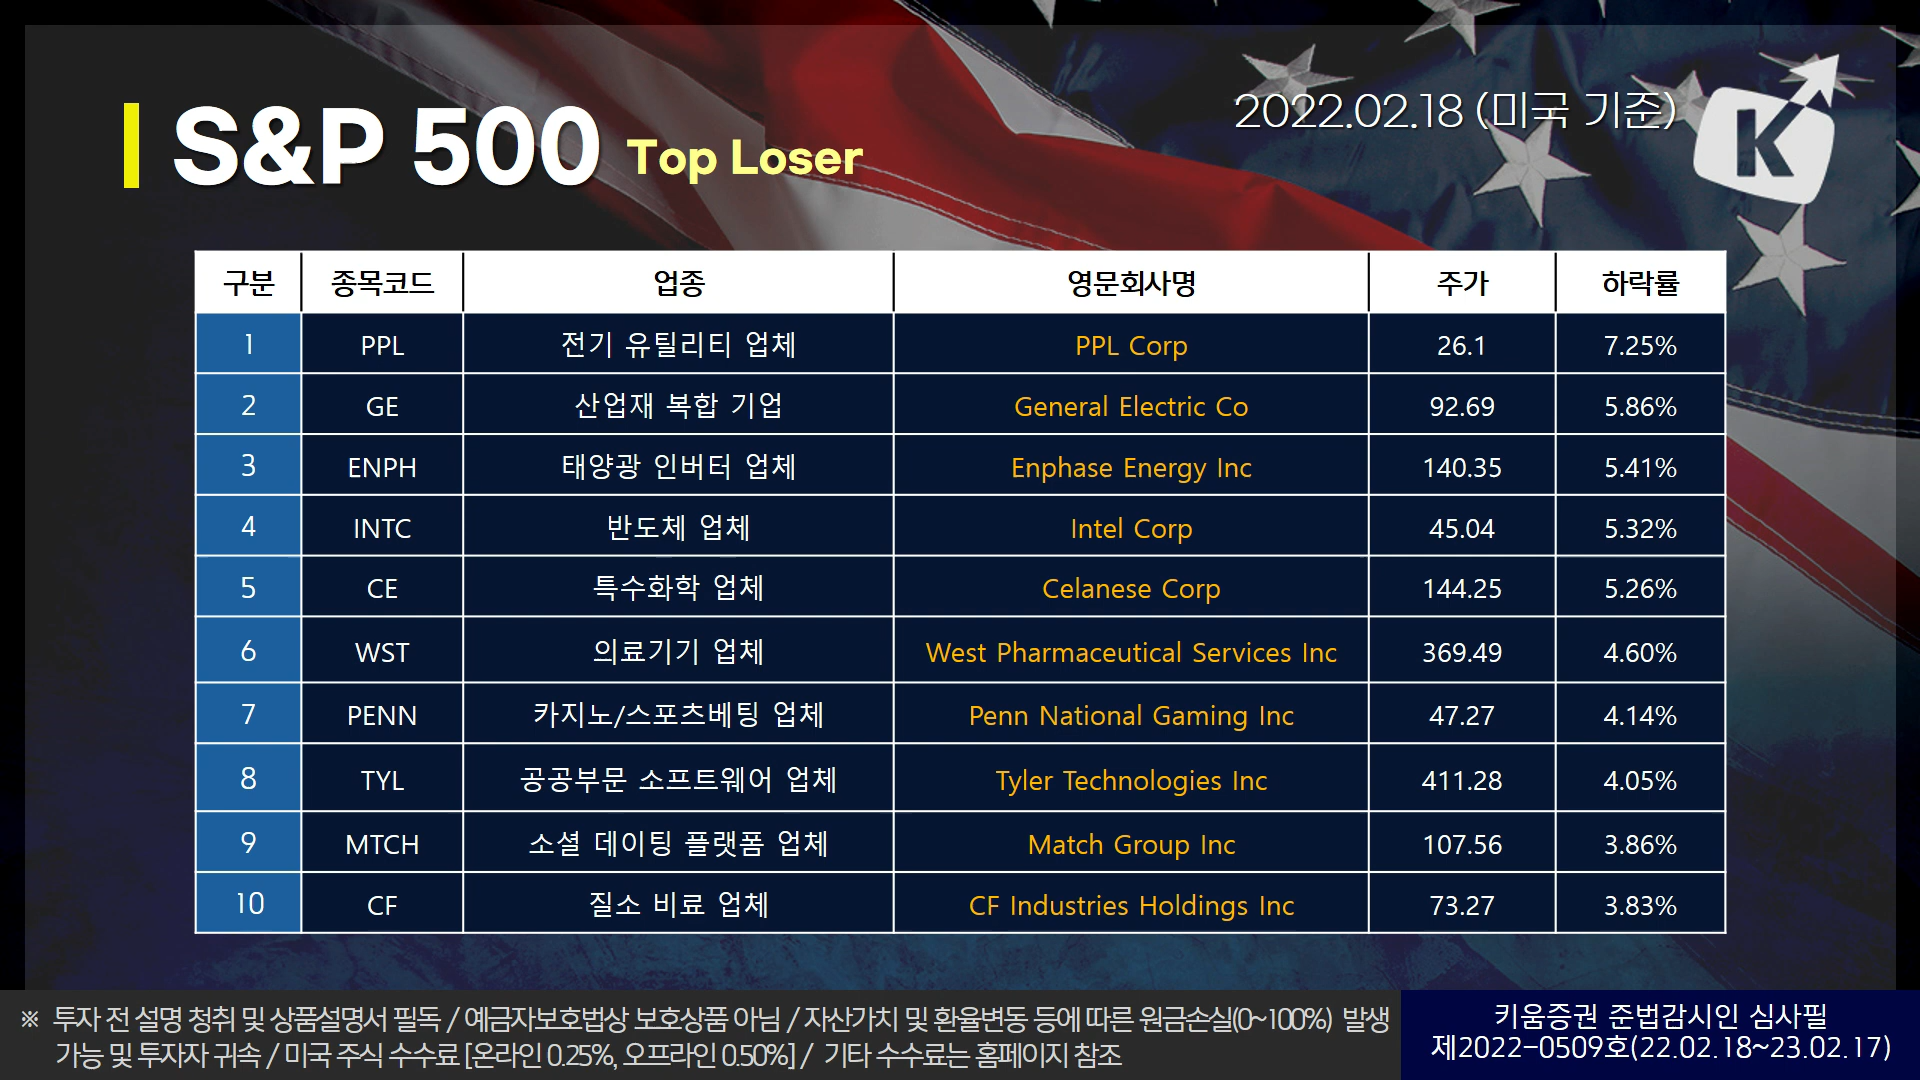 S&P 500 Top Loser
2022.02.18 (미국 기준)
K
구분 종목코드 업종 영문회사명 주가 하락률
1 PPL 전기 유틸리티 업체 PPL Corp 26.1 7.25%
2 GE 산업재 복합 기업 General Electric Co 92.69 5.86%
3 ENPH 태양광 인버터 업체 Enphase Energy Inc 140.35 5.41%
4 INTC 반도체 업체 Intel Corp 45.04 5.32%
5 CE 특수화학 업체 Celanese Corp 144.25 5.26%
6 WST 의료기기 업체 West Pharmaceutical Services Inc 369.49 4.60%
7 PENN 카지노/스포츠베팅 업체 Penn National Gaming Inc 47.27 4.14%
8 TYL 공공부문 소프트웨어 업체 Tyler Technologies Inc 411.28 4.05%
9 MTCH 소셜 데이팅 플랫폼 업체 Match Group Inc 107.56 3.86%
10 CF 질소 비료 업체 CF Industries Holdings Inc 73.27 3.83%
※ 투자 전 설명 청취 및 상품설명서 필독 / 예금자보호법상 보호상품 아님 / 자산가치 및 환율변동 등에 따른 원금손실(0~100%) 발생
가능 및 투자자 귀속 / 미국 주식 수수료 [온라인 0.25%, 오프라인 0.50%] / 기타 수수료는 홈페이지 참조
키움증권 준법감시인 심사필
제2022-0509호(22.02.18~23.02.17)